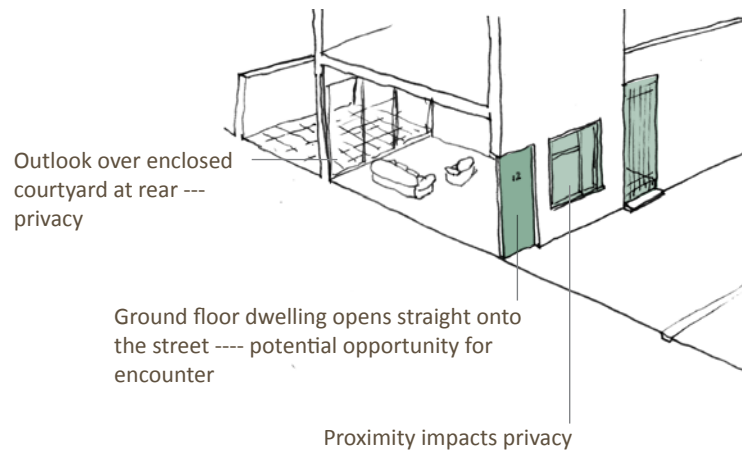 Outlook over enclosed
courtyard at rear ---
privacy
12
Ground floor dwelling opens straight onto
the street ---- potential opportunity for
encounter
Proximity impacts privacy